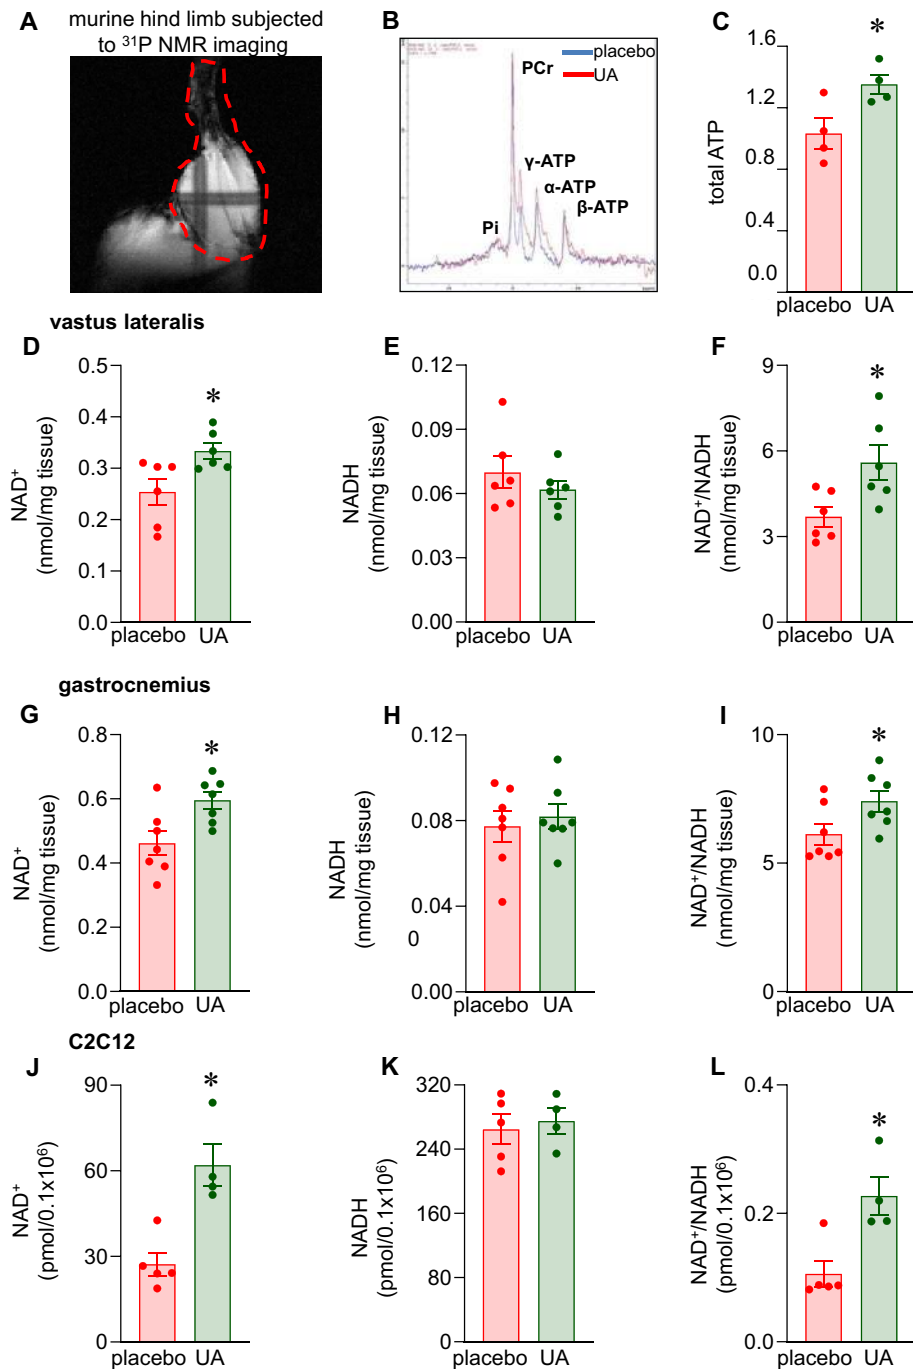 A
murine hind limb subjected
to ³¹P NMR imaging
B
placebo
UA
PCr
γ-ATP
α-ATP
β-ATP
Pi
C
total ATP
1.6
1.2
0.8
0.4
0.0
*
placebo UA
vastus lateralis
D
NAD⁺
(nmol/mg tissue)
0.5
0.4
0.3
0.2
0.1
0.0
*
placebo UA
E
NADH
(nmol/mg tissue)
0.12
0.09
0.06
0.03
0.00
placebo UA
F
NAD⁺/NADH
(nmol/mg tissue)
9
6
3
0
*
placebo UA
gastrocnemius
G
NAD⁺
(nmol/mg tissue)
0.8
0.6
0.4
0.2
0.0
*
placebo UA
H
NADH
(nmol/mg tissue)
0.12
0.08
0.04
0
0.00
placebo UA
I
NAD⁺/NADH
(nmol/mg tissue)
10
5
0
*
placebo UA
C2C12
J
NAD⁺
(pmol/0.1x10⁶)
90
60
30
0
*
placebo UA
K
NADH
(pmol/0.1x10⁶)
320
240
160
80
0
placebo UA
L
NAD⁺/NADH
(pmol/0.1x10⁶)
0.4
0.2
0.0
*
placebo UA